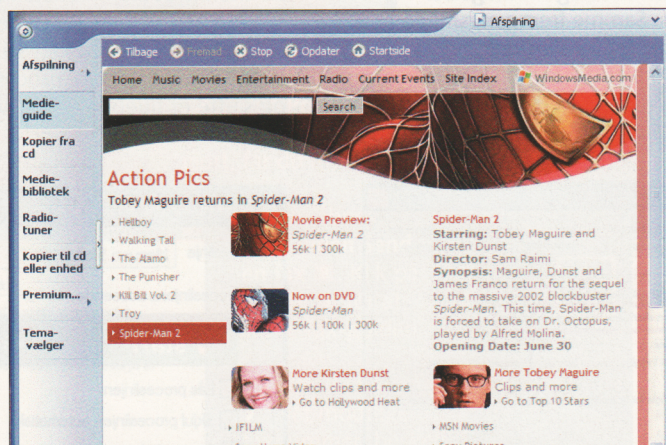 Afspilning
Tilbage Fremad Stop Opdater Startside
Afspilning
Medie-
guide
Kopier fra
cd
Medie-
bibliotek
Radio-
tuner
Kopier til cd
eller enhed
Premium...
Tema-
vælger
Home Music Movies Entertainment Radio Current Events Site Index WindowsMedia.com
Search
Action Pics
Tobey Maguire returns in Spider-Man 2
Hellboy
Walking Tall
The Alamo
The Punisher
Kill Bill Vol. 2
Troy
Spider-Man 2
Movie Preview:
Spider-Man 2
56k | 300k
Now on DVD
Spider-Man
56k | 100k | 300k
More Kirsten Dunst
Watch clips and more
Go to Hollywood Heat
IFILM
Spider-Man 2
Starring: Tobey Maguire and
Kirsten Dunst
Director: Sam Raimi
Synopsis: Maguire, Dunst and
James Franco return for the sequel
to the massive 2002 blockbuster
Spider-Man. This time, Spider-Man
is forced to take on Dr. Octopus,
played by Alfred Molina.
Opening Date: June 30
More Tobey Maguire
Clips and more
Go to Top 10 Stars
MSN Movies